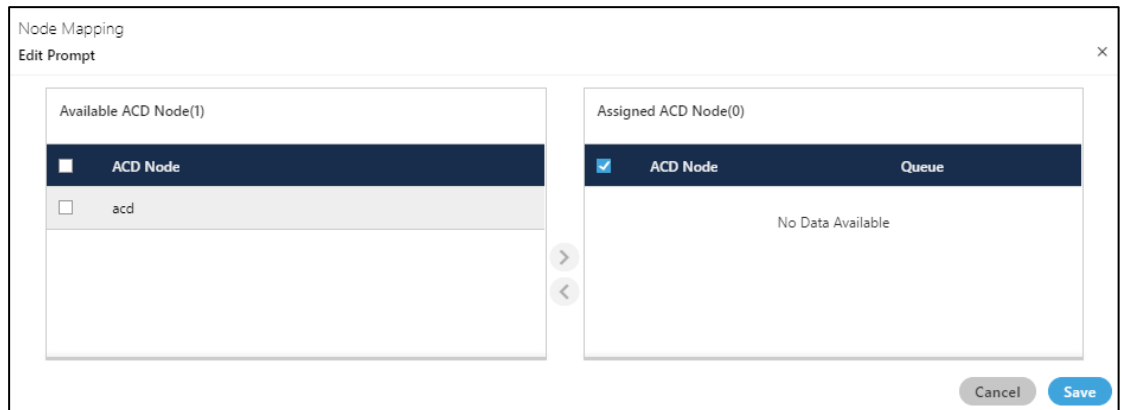 Node Mapping
Edit Prompt
Available ACD Node(1)
ACD Node
acd
Assigned ACD Node(0)
ACD Node Queue
No Data Available
Cancel Save